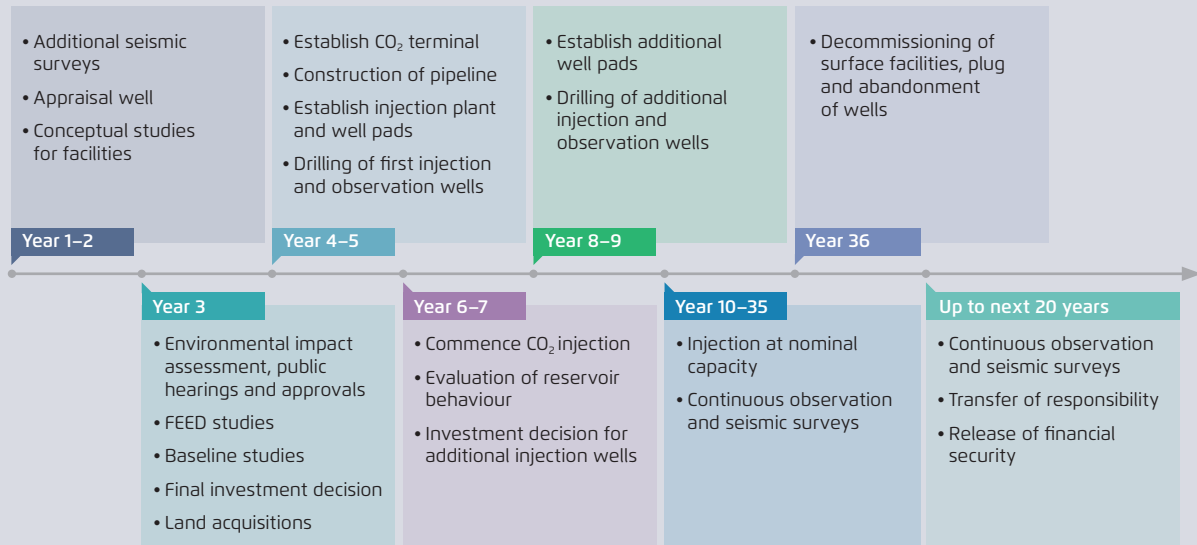 • Additional seismic
surveys
• Appraisal well
• Conceptual studies
for facilities
Year 1–2
Year 3
• Environmental impact
assessment, public
hearings and approvals
• FEED studies
• Baseline studies
• Final investment decision
• Land acquisitions
• Establish CO₂ terminal
• Construction of pipeline
• Establish injection plant
and well pads
• Drilling of first injection
and observation wells
Year 4–5
Year 6–7
• Commence CO₂ injection
• Evaluation of reservoir
behaviour
• Investment decision for
additional injection wells
• Establish additional
well pads
• Drilling of additional
injection and
observation wells
Year 8–9
Year 10–35
• Injection at nominal
capacity
• Continuous observation
and seismic surveys
• Decommissioning of
surface facilities, plug
and abandonment
of wells
Year 36
Up to next 20 years
• Continuous observation
and seismic surveys
• Transfer of responsibility
• Release of financial
security